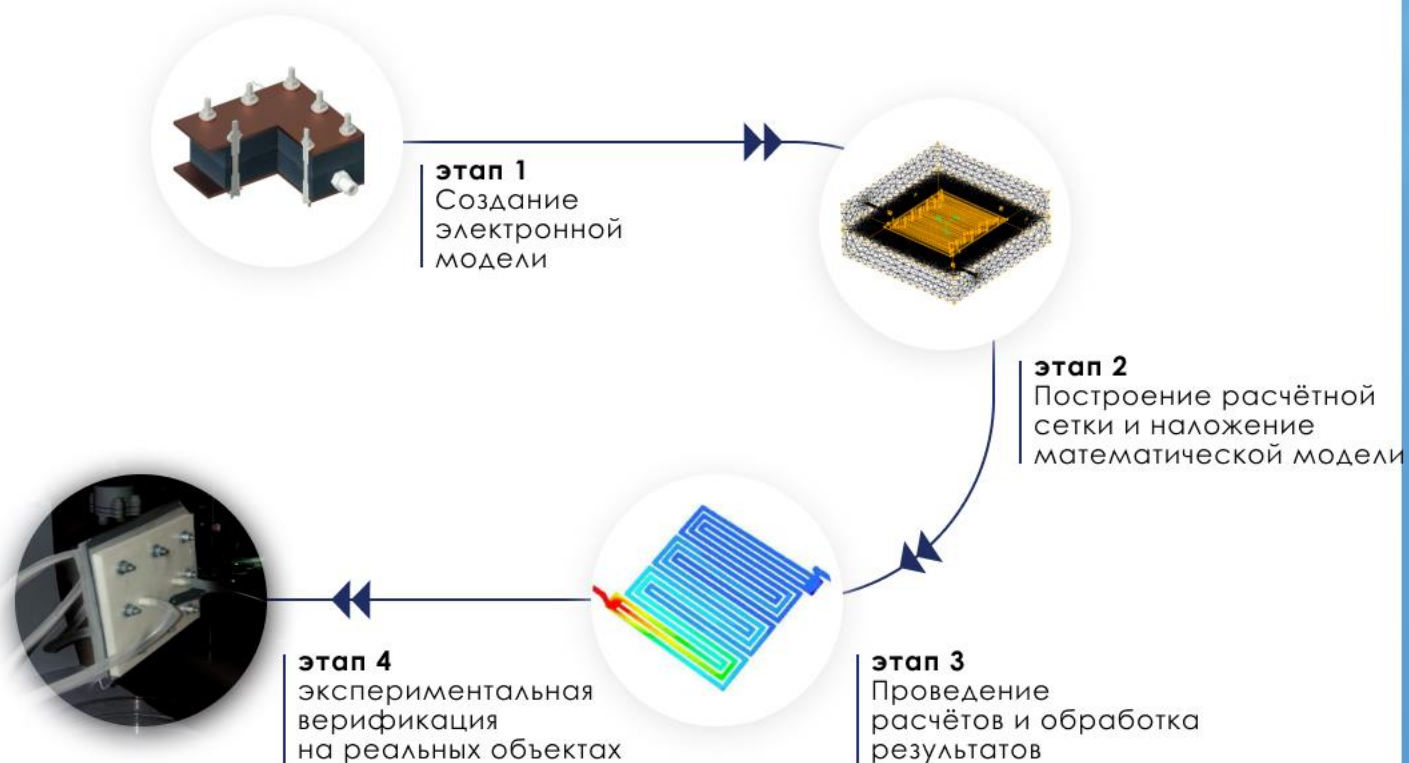 этап 1
Создание
электронной
модели
этап 2
Построение расчётной
сетки и наложение
математической модели
этап 3
Проведение
расчётов и обработка
результатов
этап 4
экспериментальная
верификация
на реальных объектах